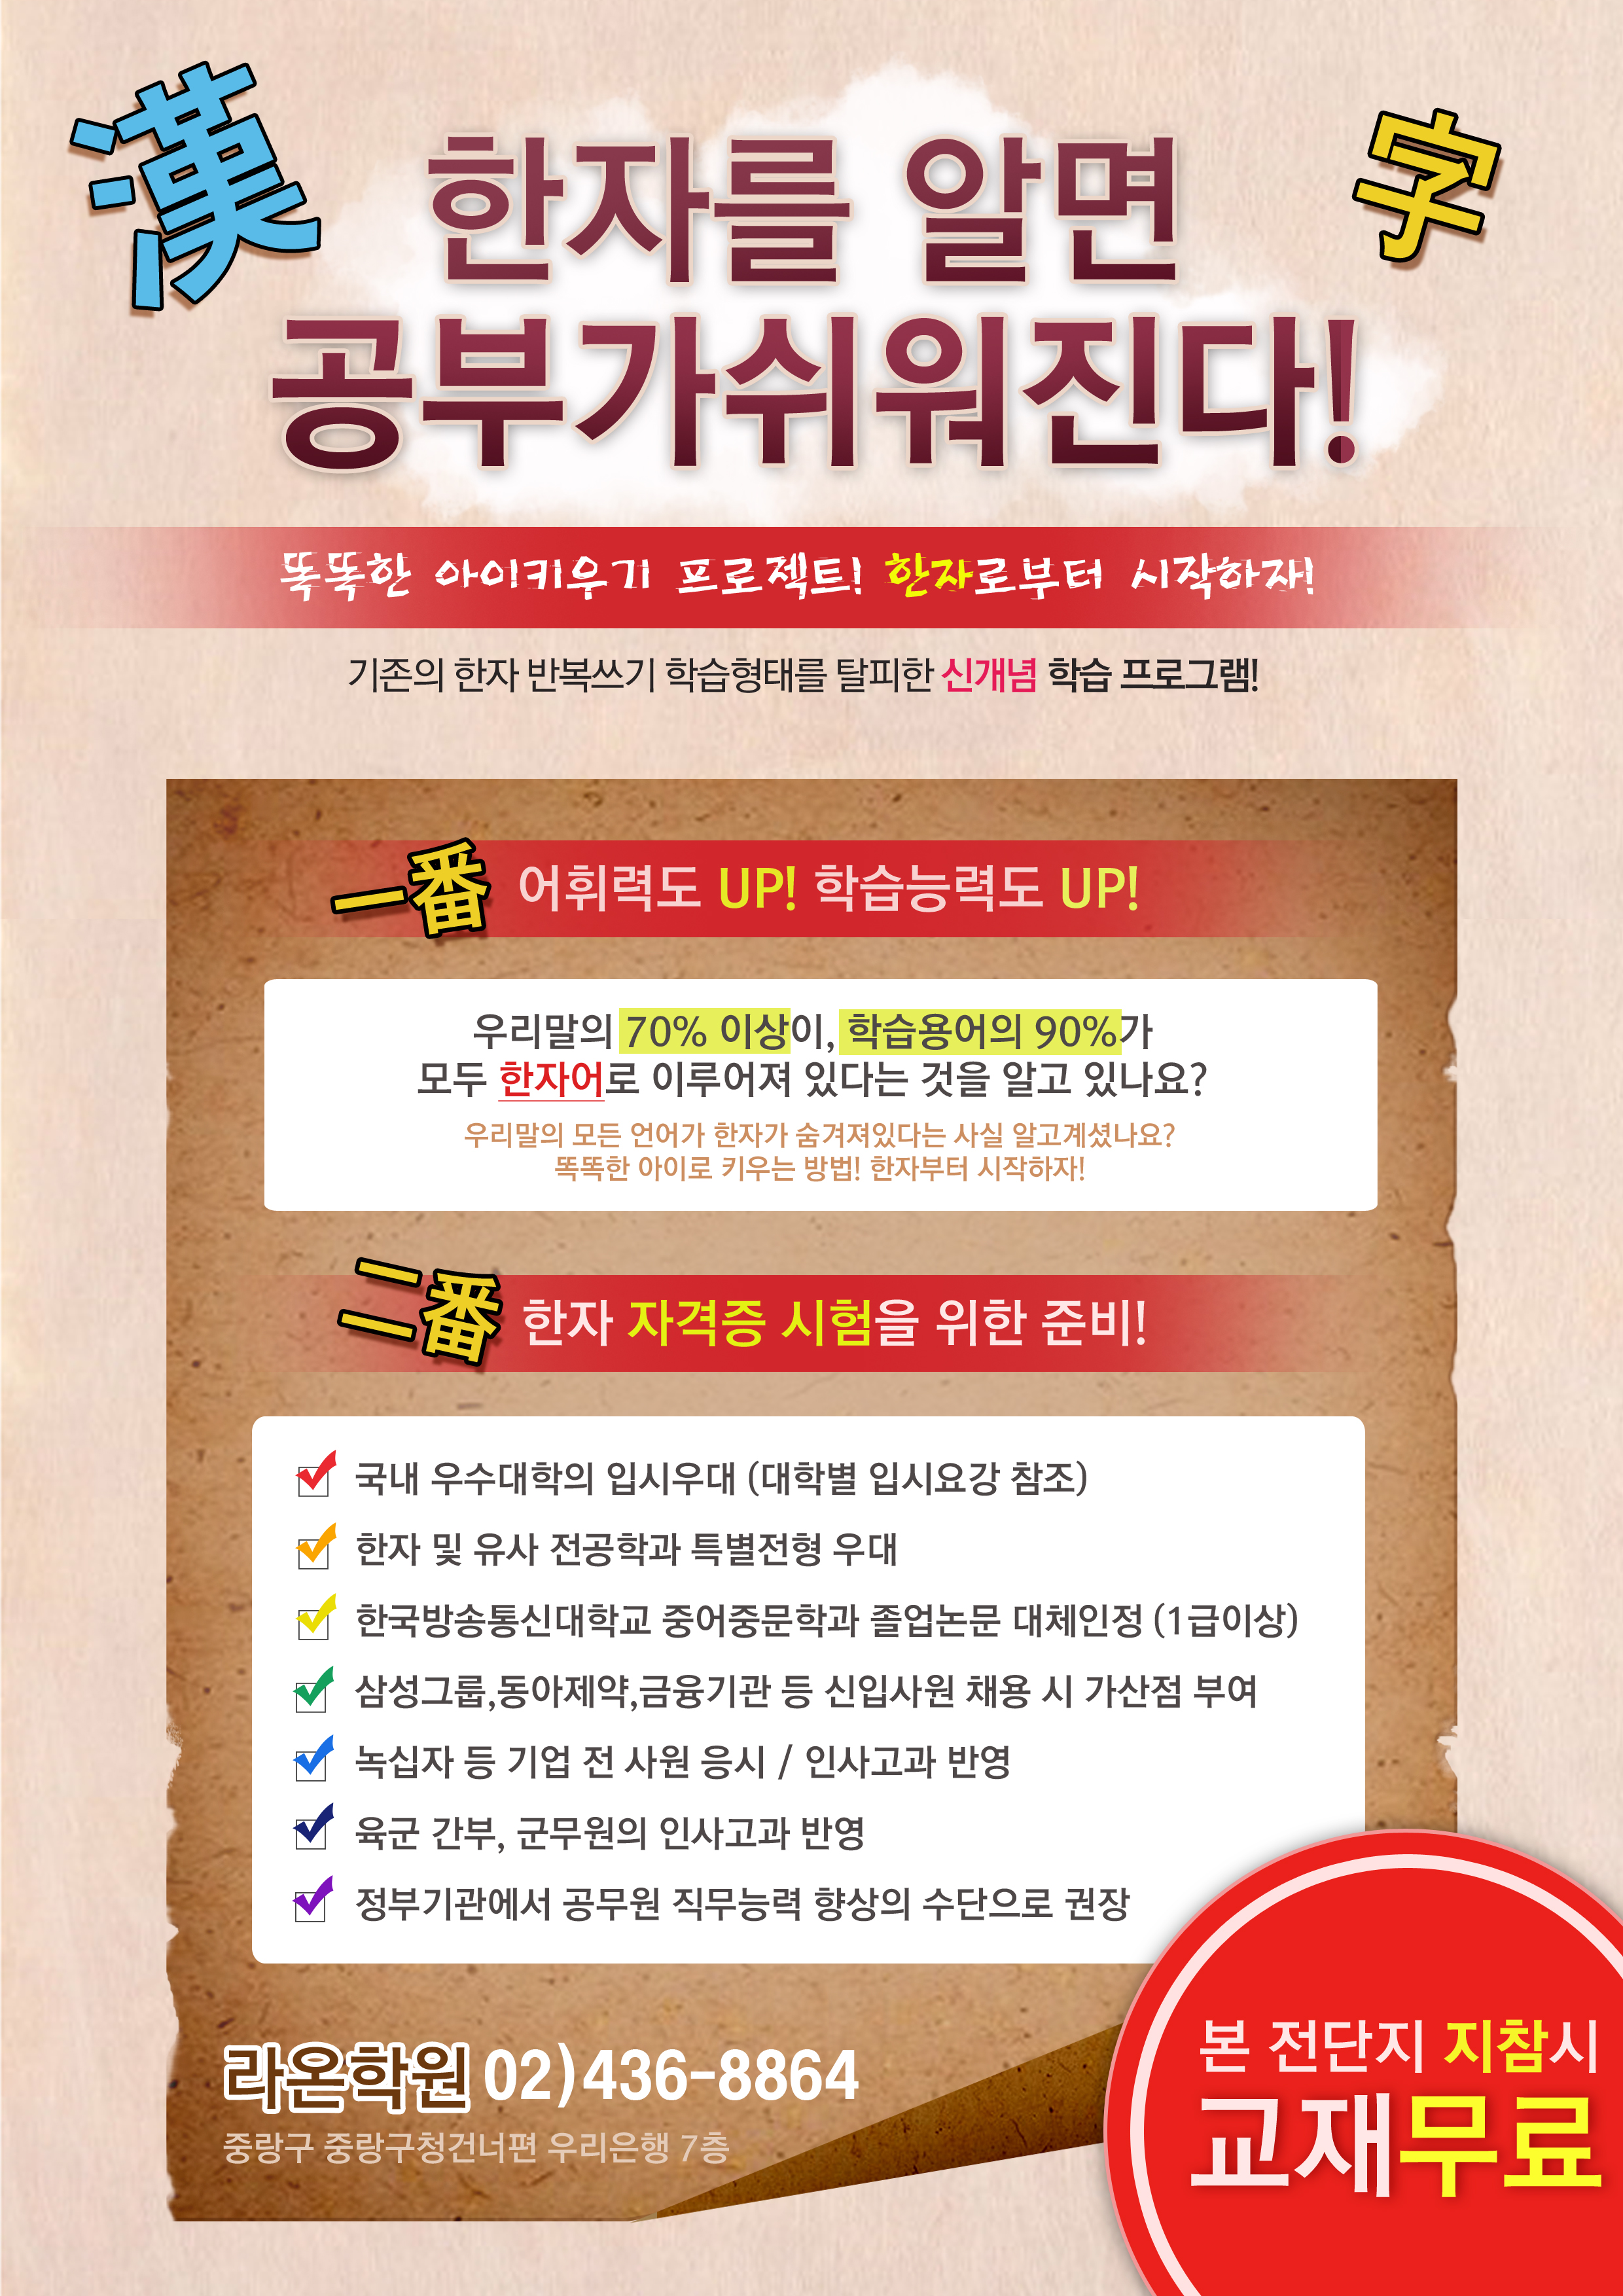 漢 字
한자를 알면
공부가쉬워진다!
똑똑한 아이키우기 프로젝트! 한자로부터 시작하자!
기존의 한자 반복쓰기 학습형태를 탈피한 신개념 학습 프로그램!
一番 어휘력도 UP! 학습능력도 UP!
우리말의 70% 이상이, 학습용어의 90%가
모두 한자어로 이루어져 있다는 것을 알고 있나요?
우리말의 모든 언어가 한자가 숨겨져있다는 사실 알고계셨나요?
똑똑한 아이로 키우는 방법! 한자부터 시작하자!
二番 한자 자격증 시험을 위한 준비!
국내 우수대학의 입시우대 (대학별 입시요강 참조)
한자 및 유사 전공학과 특별전형 우대
한국방송통신대학교 중어중문학과 졸업논문 대체인정 (1급이상)
삼성그룹,동아제약,금융기관 등 신입사원 채용 시 가산점 부여
녹십자 등 기업 전 사원 응시 / 인사고과 반영
육군 간부, 군무원의 인사고과 반영
정부기관에서 공무원 직무능력 향상의 수단으로 권장
라온학원 02)436-8864
중랑구 중랑구청건너편 우리은행 7층
본 전단지 지참시
교재무료